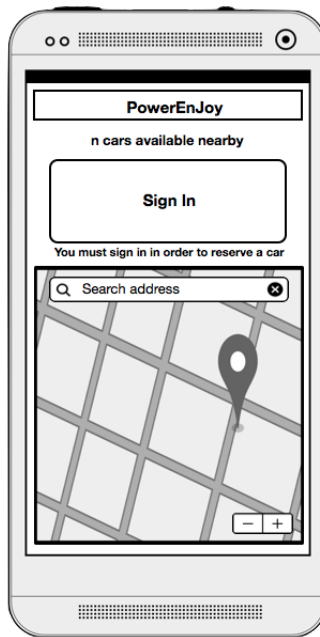 PowerEnJoy
n cars available nearby
Sign In
You must sign in in order to reserve a car
Search address
− +